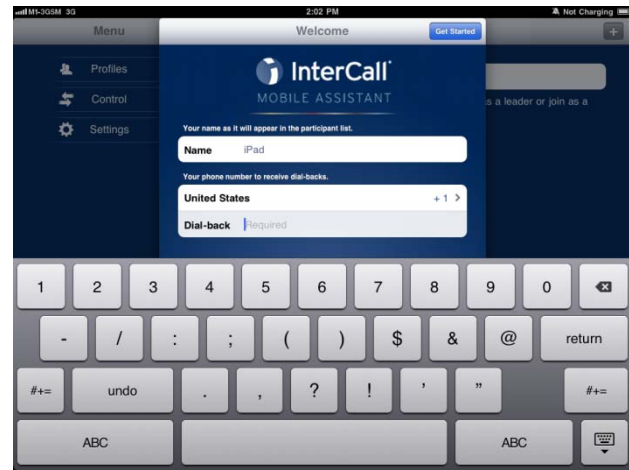 M1-3GSM 3G 2:02 PM Not Charging
Menu Welcome Get Started +
Profiles
Control
Settings
InterCall
MOBILE ASSISTANT
s a leader or join as a
Your name as it will appear in the participant list.
Name iPad
Your phone number to receive dial-backs.
United States + 1 >
Dial-back Required
1 2 3 4 5 6 7 8 9 0
- / : ; ( ) $ & @ return
#+= undo . , ? ! ' " #+=
ABC ABC